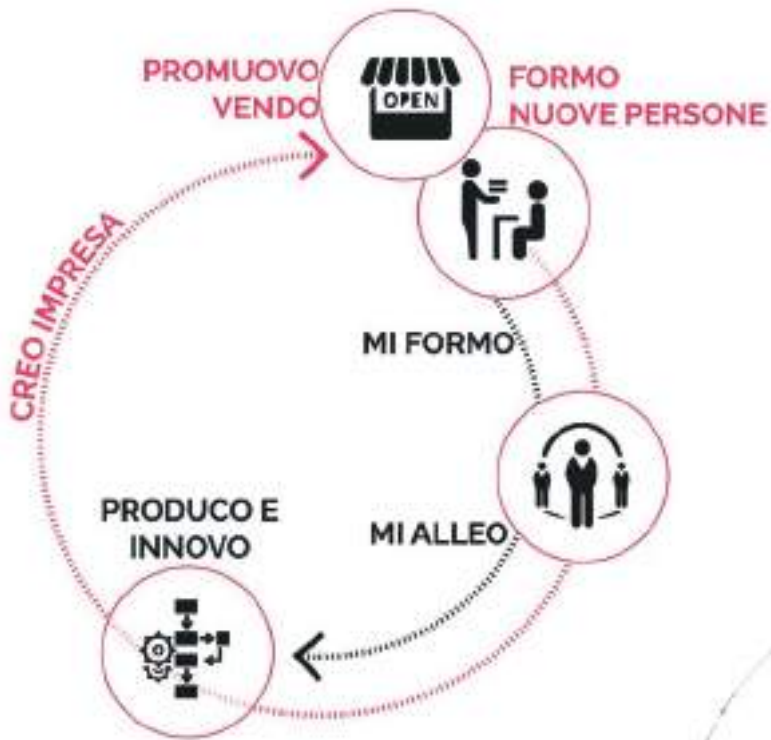 PROMUOVO
VENDO
OPEN
FORMO
NUOVE PERSONE
CREO IMPRESA
MI FORMO
PRODUCO E
INNOVO
MI ALLEO